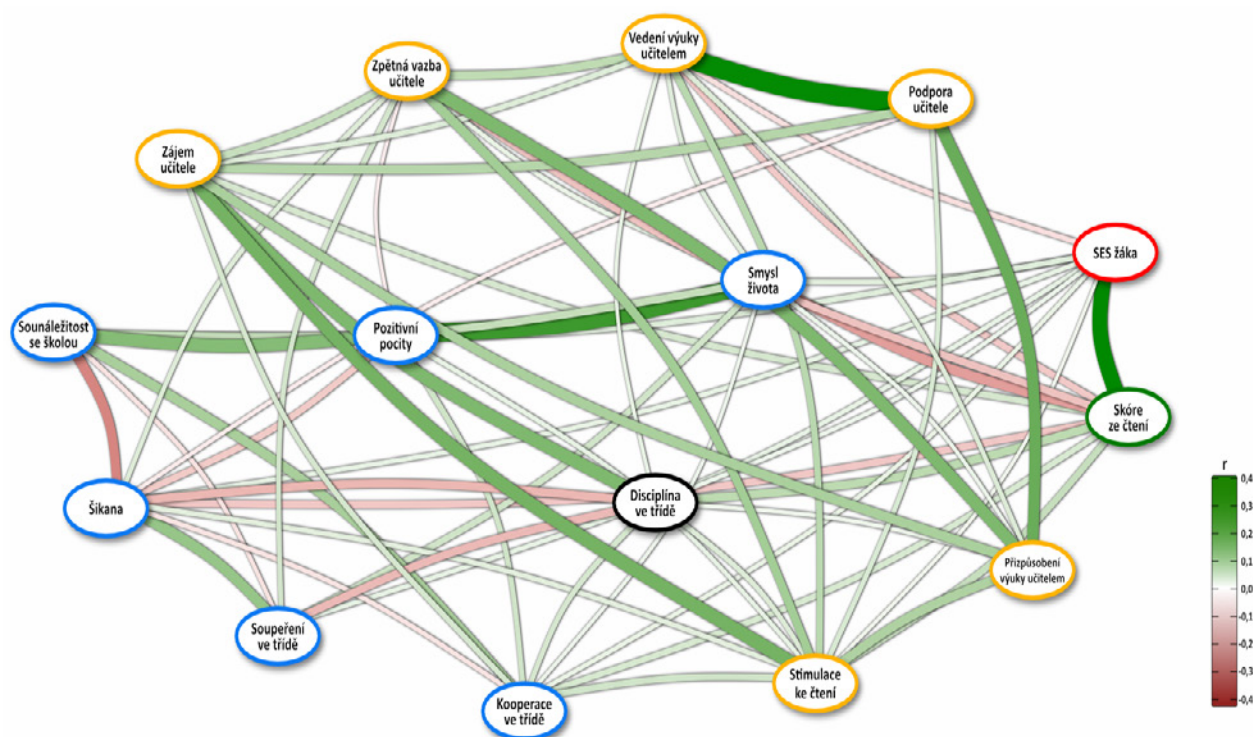 Vedení výuky
učitelem
Zpětná vazba
učitele
Podpora
učitele
Zájem
učitele
SES žáka
Smysl
života
Sounáležitost
se školou
Pozitivní
pocity
Skóre
ze čtení
Šikana
Disciplína
ve třídě
Přizpůsobení
výuky učitelem
Soupeření
ve třídě
Stimulace
ke čtení
Kooperace
ve třídě
r
0,4
0,3
0,2
0,1
0,0
-0,1
-0,2
-0,3
-0,4